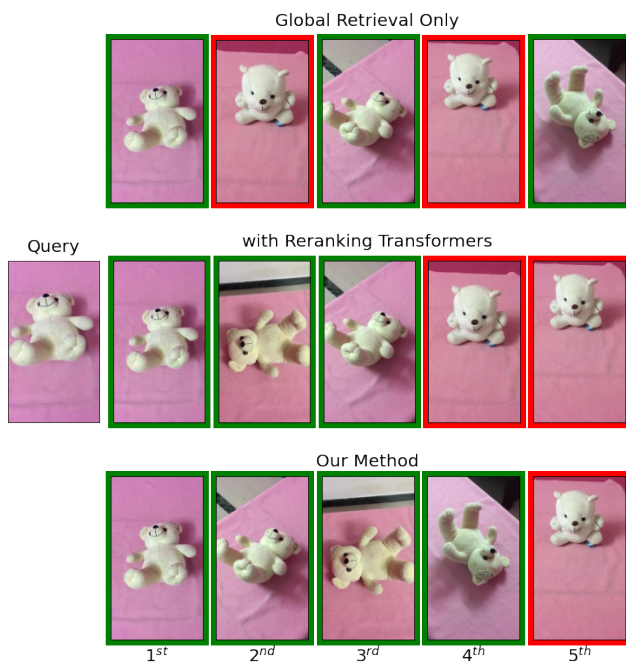 Global Retrieval Only
Query
with Reranking Transformers
Our Method
1st 2nd 3rd 4th 5th